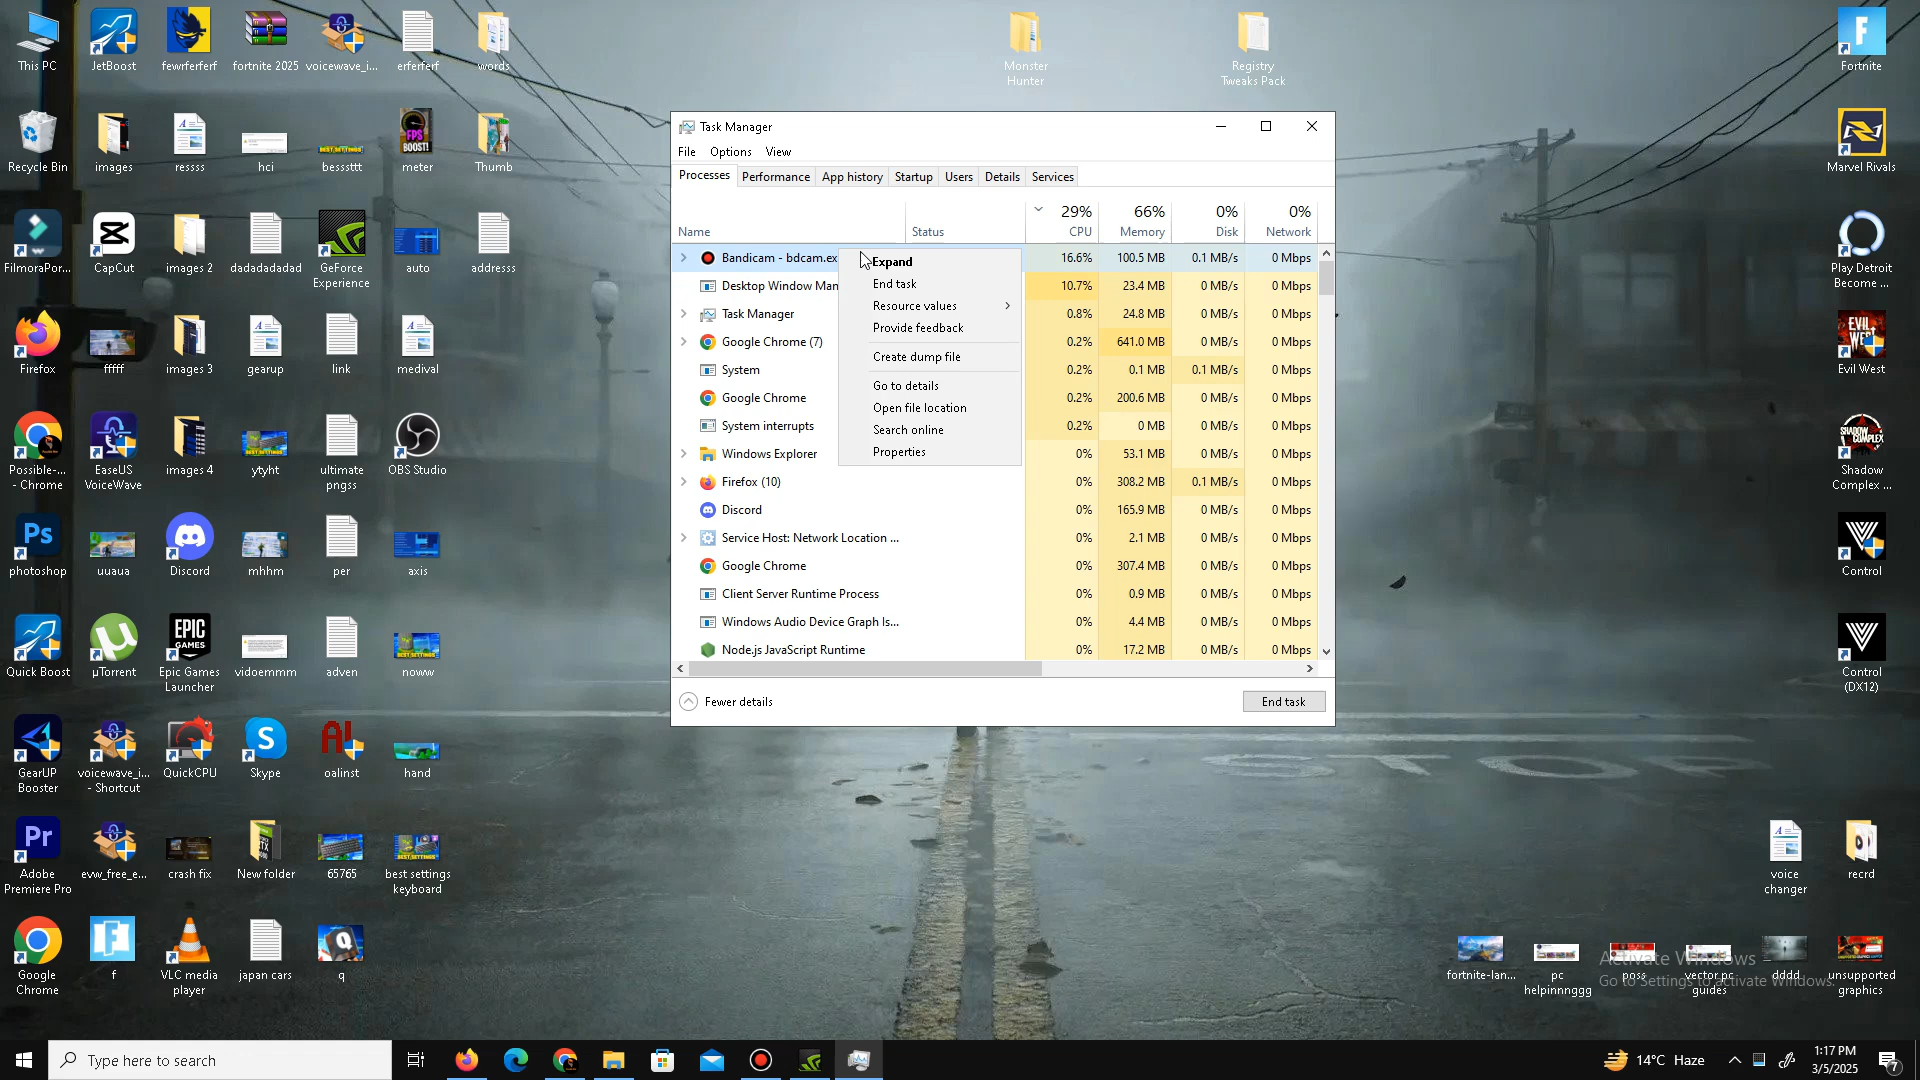 This PC
JetBoost
fewrferferf
fortnite 2025
voicewave_i...
erferferf
words
Monster
Hunter
Registry
Tweaks Pack
Fortnite
Recycle Bin
images
ressss
hci
besssttt
meter
Thumb
Marvel Rivals
FilmoraPor...
CapCut
images 2
dadadadadad
GeForce
Experience
auto
addresss
Play Detroit
Become ...
Firefox
fffff
images 3
gearup
link
medival
Evil West
Possible-...
- Chrome
EaseUS
VoiceWave
images 4
ytyht
ultimate
pngss
OBS Studio
Shadow
Complex ...
photoshop
uuaua
Discord
mhhm
per
axis
Control
Quick Boost
µTorrent
Epic Games
Launcher
vidoemmm
adven
noww
Control
(DX12)
GearUP
Booster
voicewave_i...
- Shortcut
QuickCPU
Skype
oalinst
hand
Adobe
Premiere Pro
evw_free_e...
crash fix
New folder
65765
best settings
keyboard
voice
changer
recrd
Google
Chrome
f
VLC media
player
japan cars
q
fortnite-lan...
pc
helpinnnggg
poss
vector pc
guides
dddd
unsupported
graphics
Activate Windows
Go to Settings to activate Windows.
Task Manager
File Options View
Processes Performance App history Startup Users Details Services
29% 66% 0% 0%
Name Status CPU Memory Disk Network
Bandicam - bdcam.ex 16.6% 100.5 MB 0.1 MB/s 0 Mbps
Desktop Window Man 10.7% 23.4 MB 0 MB/s 0 Mbps
Task Manager 0.8% 24.8 MB 0 MB/s 0 Mbps
Google Chrome (7) 0.2% 641.0 MB 0 MB/s 0 Mbps
System 0.2% 0.1 MB 0.1 MB/s 0 Mbps
Google Chrome 0.2% 200.6 MB 0 MB/s 0 Mbps
System interrupts 0.2% 0 MB 0 MB/s 0 Mbps
Windows Explorer 0% 53.1 MB 0 MB/s 0 Mbps
Firefox (10) 0% 308.2 MB 0.1 MB/s 0 Mbps
Discord 0% 165.9 MB 0 MB/s 0 Mbps
Service Host: Network Location ... 0% 2.1 MB 0 MB/s 0 Mbps
Google Chrome 0% 307.4 MB 0 MB/s 0 Mbps
Client Server Runtime Process 0% 0.9 MB 0 MB/s 0 Mbps
Windows Audio Device Graph Is... 0% 4.4 MB 0 MB/s 0 Mbps
Node.js JavaScript Runtime 0% 17.2 MB 0 MB/s 0 Mbps
Expand
End task
Resource values
Provide feedback
Create dump file
Go to details
Open file location
Search online
Properties
Fewer details
End task
Type here to search
14°C Haze
1:17 PM
3/5/2025
7